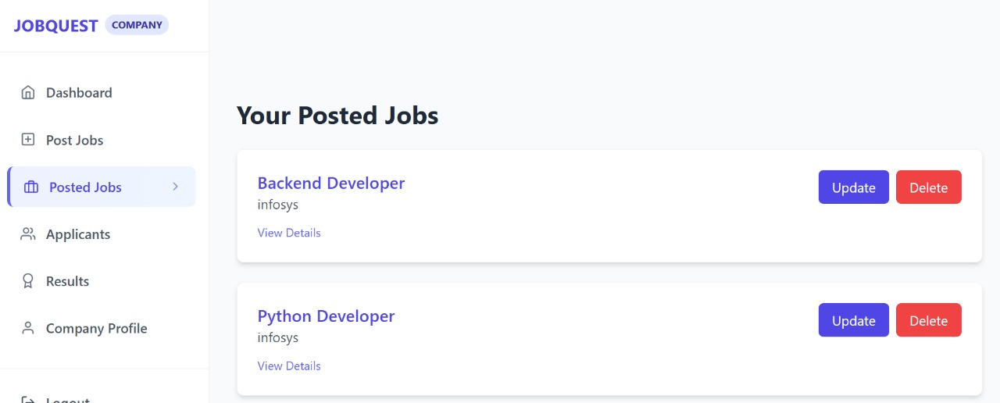 JOBQUEST COMPANY
Dashboard
Post Jobs
Posted Jobs
Applicants
Results
Company Profile
Logout
Your Posted Jobs
Backend Developer
infosys
View Details
Update Delete
Python Developer
infosys
View Details
Update Delete